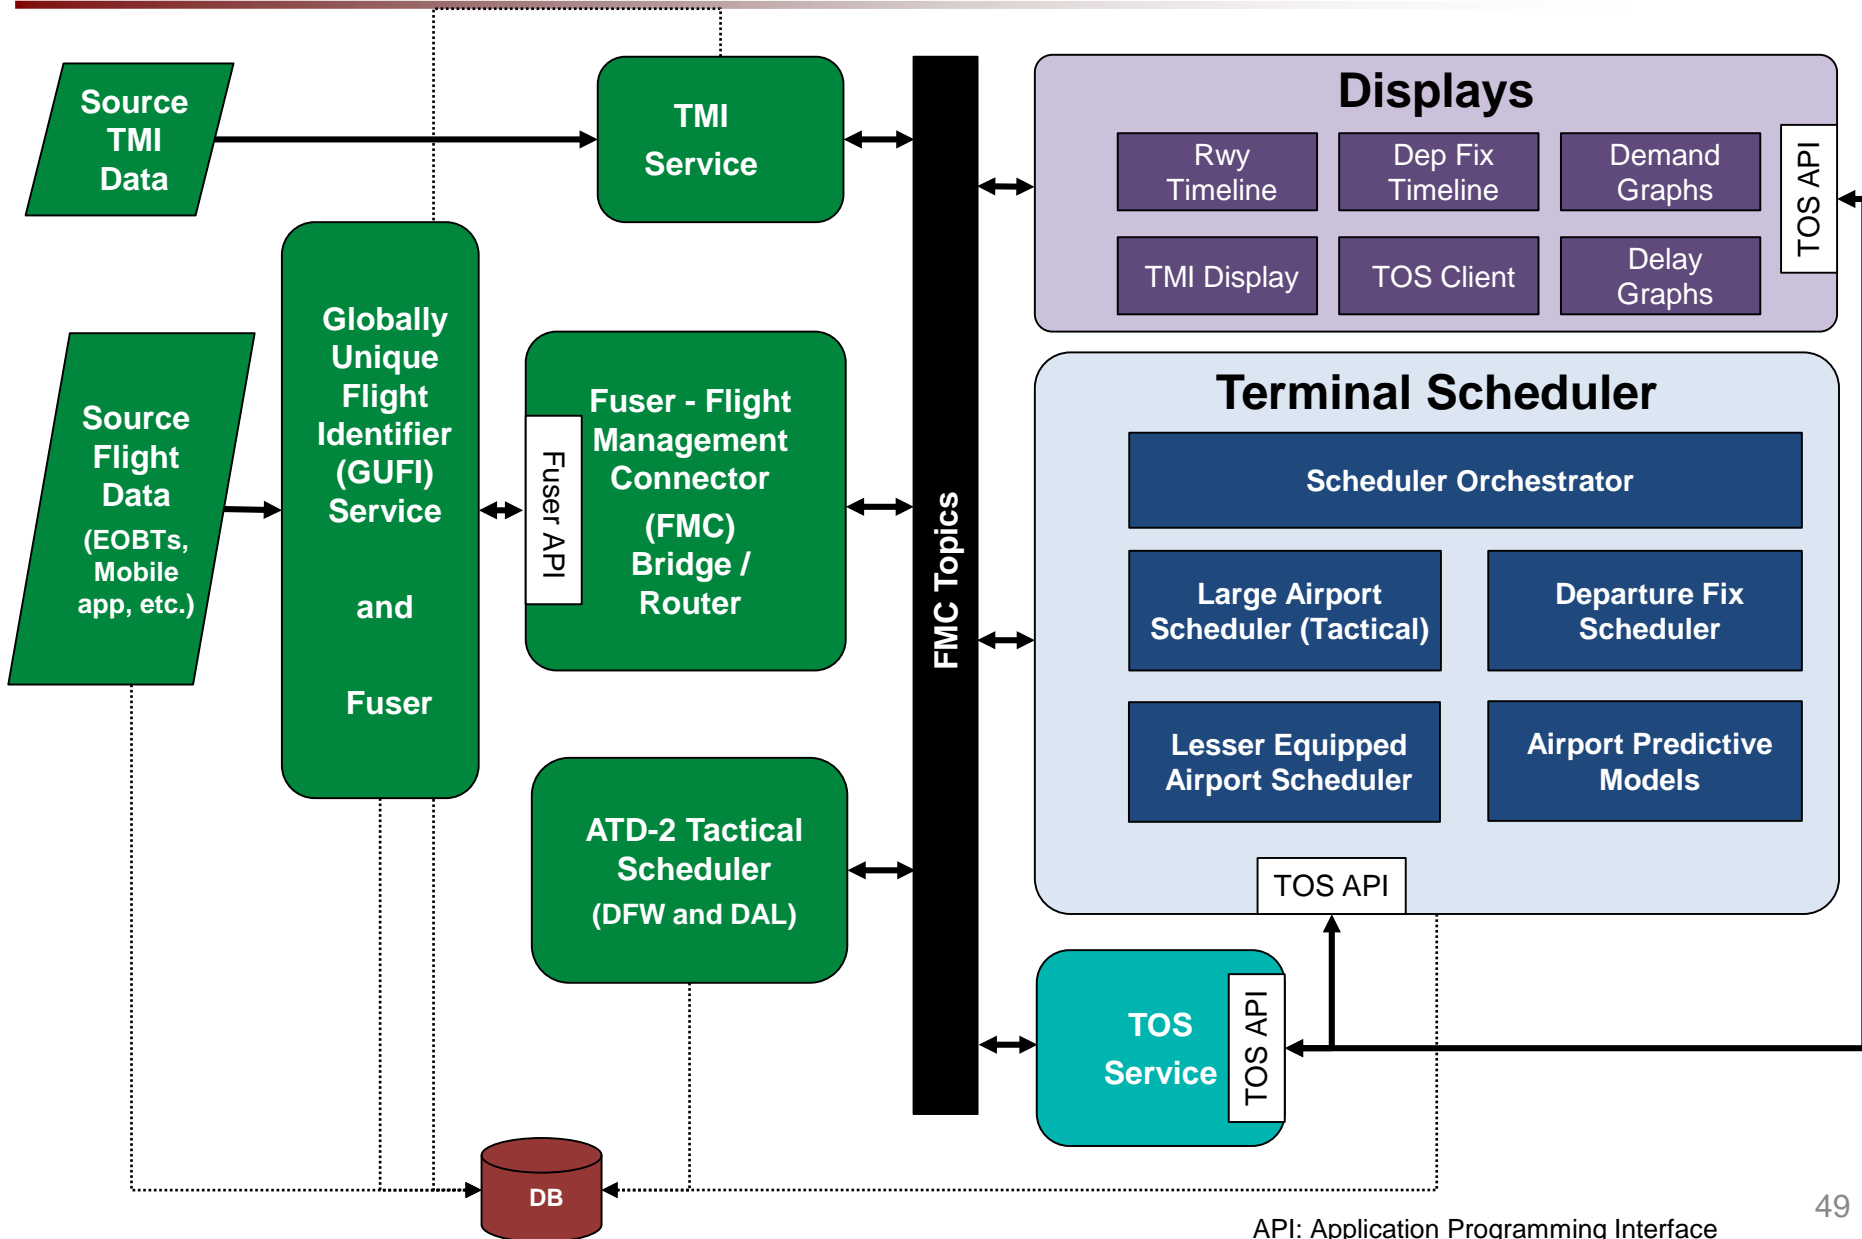 Source
TMI
Data
TMI
Service
Globally
Unique
Flight
Identifier
(GUFI)
Service
and
Fuser
Source
Flight
Data
(EOBTs,
Mobile
app, etc.)
Fuser API
Fuser - Flight
Management
Connector
(FMC)
Bridge /
Router
ATD-2 Tactical
Scheduler
(DFW and DAL)
DB
FMC Topics
Displays
Rwy
Timeline
Dep Fix
Timeline
Demand
Graphs
TMI Display
TOS Client
Delay
Graphs
TOS API
Terminal Scheduler
Scheduler Orchestrator
Large Airport
Scheduler (Tactical)
Departure Fix
Scheduler
Lesser Equipped
Airport Scheduler
Airport Predictive
Models
TOS API
TOS
Service
TOS API
API: Application Programming Interface
49